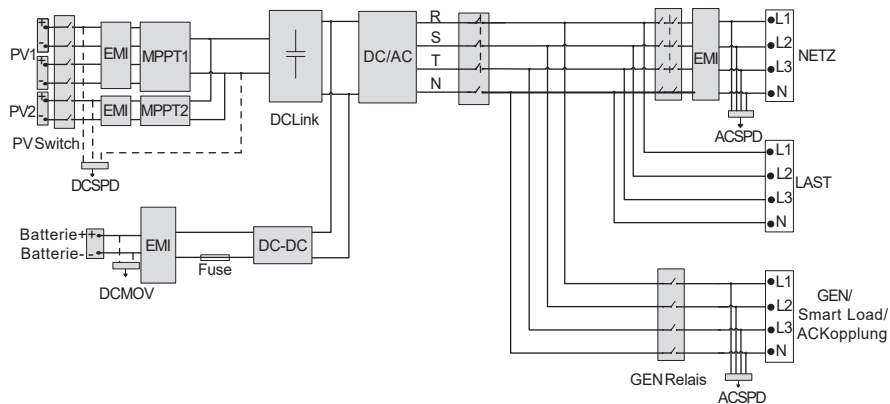 PV1
PV2
PV Switch
EMI
MPPT1
EMI
MPPT2
DCSPD
DCLink
DC/AC
R
S
T
N
EMI
L1
L2
L3
N
NETZ
ACSPD
L1
L2
L3
N
LAST
Batterie+
Batterie-
+
-
DCMOV
EMI
Fuse
DC-DC
GEN Relais
L1
L2
L3
N
GEN/
Smart Load/
ACKopplung
ACSPD